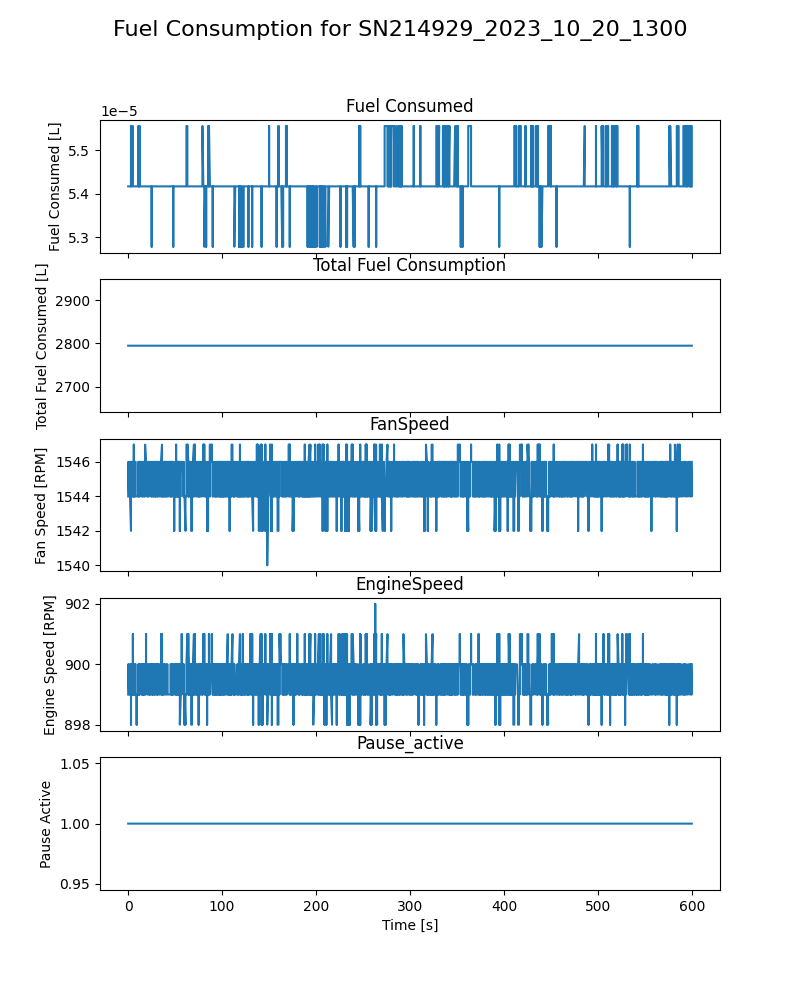 Fuel Consumption for SN214929_2023_10_20_1300
Fuel Consumed
1e−5
Fuel Consumed [L]
5.5
5.4
5.3
Total Fuel Consumption
Total Fuel Consumed [L]
2900
2800
2700
FanSpeed
Fan Speed [RPM]
1546
1544
1542
1540
EngineSpeed
Engine Speed [RPM]
902
900
898
Pause_active
Pause Active
1.05
1.00
0.95
0 100 200 300 400 500 600
Time [s]